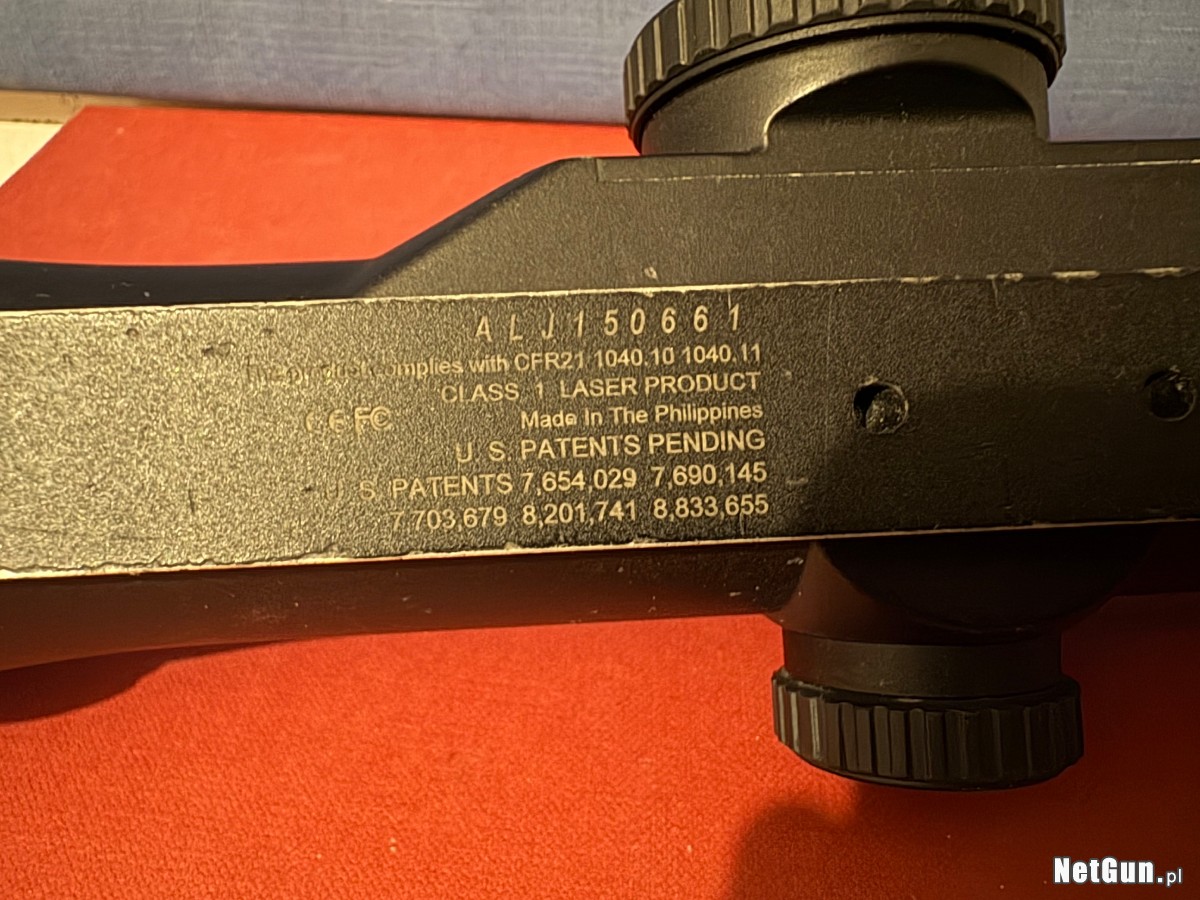 ALJ150661
This product complies with CFR21 1040.10 1040.11
CLASS 1 LASER PRODUCT
CE FC Made In The Philippines
U S. PATENTS PENDING
U S. PATENTS 7,654,029 7,690,145
7,703,679 8,201,741 8,833,655
NetGun.pl